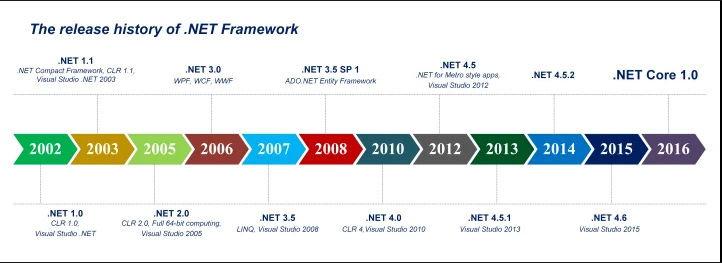 The release history of .NET Framework
.NET 1.1
.NET Compact Framework, CLR 1.1,
Visual Studio .NET 2003
.NET 3.0
WPF, WCF, WWF
.NET 3.5 SP 1
ADO.NET Entity Framework
.NET 4.5
.NET for Metro style apps,
Visual Studio 2012
.NET 4.5.2
.NET Core 1.0
2002 2003 2005 2006 2007 2008 2010 2012 2013 2014 2015 2016
.NET 1.0
CLR 1.0,
Visual Studio .NET
.NET 2.0
CLR 2.0, Full 64-bit computing,
Visual Studio 2005
.NET 3.5
LINQ, Visual Studio 2008
.NET 4.0
CLR 4,Visual Studio 2010
.NET 4.5.1
Visual Studio 2013
.NET 4.6
Visual Studio 2015